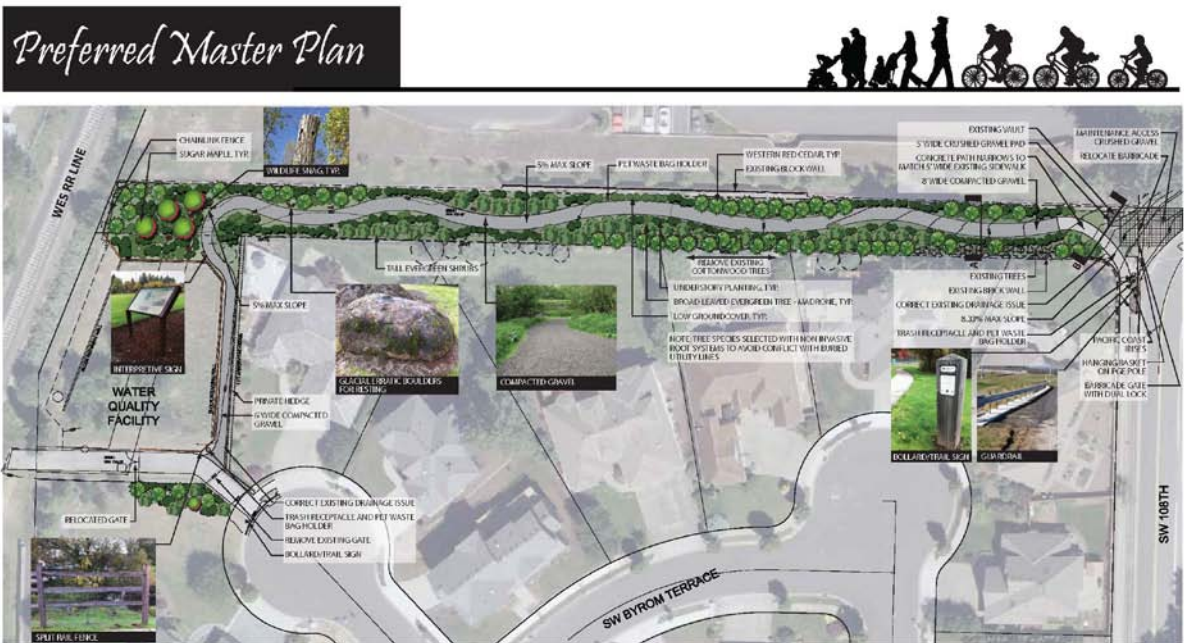 Preferred Master Plan
WES RR LINE
CHAINLINK FENCE
SUGAR MAPLE, TYP.
WILDLIFE SNAG, TYP.
5% MAX SLOPE
PET WASTE BAG HOLDER
WESTERN RED CEDAR, TYP.
EXISTING BLOCK WALL
EXISTING VAULT
5' WIDE CRUSHED GRAVEL PAD
CONCRETE PATH NARROWS TO
MATCH 5' WIDE EXISTING SIDEWALK
8' WIDE COMPACTED GRAVEL
MAINTENANCE ACCESS
CRUSHED GRAVEL
RELOCATE BARRICADE
TALL EVERGREEN SHRUBS
REMOVE EXISTING
COTTONWOOD TREES
UNDERSTORY PLANTING, TYP.
BROAD LEAVED EVERGREEN TREE - MADRONE, TYP.
LOW GROUNDCOVER, TYP.
NOTE: TREE SPECIES SELECTED WITH NON INVASIVE
ROOT SYSTEMS TO AVOID CONFLICT WITH BURIED
UTILITY LINES
EXISTING TREES
EXISTING BRICK WALL
CORRECT EXISTING DRAINAGE ISSUE
8.33% MAX SLOPE
TRASH RECEPTACLE AND PET WASTE
BAG HOLDER
PACIFIC COAST
IRISES
HANGING BASKET
ON PGE POLE
BARRICADE GATE
WITH DUAL LOCK
5% MAX SLOPE
INTERPRETIVE SIGN
GLACIAL ERRATIC BOULDERS
FOR RESTING
COMPACTED GRAVEL
BOLLARD/TRAIL SIGN
GUARDRAIL
WATER
QUALITY
FACILITY
PRIVATE HEDGE
6' WIDE COMPACTED
GRAVEL
RELOCATED GATE
CORRECT EXISTING DRAINAGE ISSUE
TRASH RECEPTACLE AND PET WASTE
BAG HOLDER
REMOVE EXISTING GATE
BOLLARD/TRAIL SIGN
SPLIT RAIL FENCE
SW BYROM TERRACE
SW 108TH